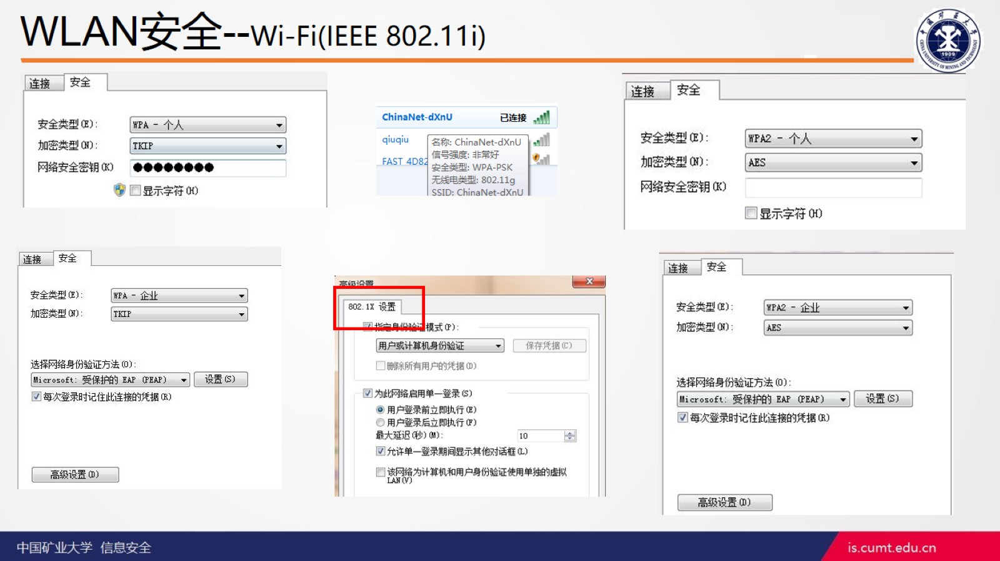 WLAN安全--Wi-Fi(IEEE 802.11i)
连接 安全
安全类型(E): WPA - 个人
加密类型(N): TKIP
网络安全密钥(K) ●●●●●●●●
显示字符(H)
ChinaNet-dXnU 已连接
qiuqiu
FAST_4D82
名称: ChinaNet-dXnU
信号强度: 非常好
安全类型: WPA-PSK
无线电类型: 802.11g
SSID: ChinaNet-dXnU
连接 安全
安全类型(E): WPA2 - 个人
加密类型(N): AES
网络安全密钥(K)
显示字符(H)
连接 安全
安全类型(E): WPA - 企业
加密类型(N): TKIP
选择网络身份验证方法(O):
Microsoft: 受保护的 EAP (PEAP) 设置(S)
每次登录时记住此连接的凭据(R)
高级设置(D)
高级设置
802.1X 设置
指定身份验证模式(P):
用户或计算机身份验证 保存凭据(C)
删除所有用户的凭据(D)
为此网络启用单一登录(S)
用户登录前立即执行(E)
用户登录后立即执行(F)
最大延迟(秒)(M): 10
允许单一登录期间显示其他对话框(L)
该网络为计算机和用户身份验证使用单独的虚拟
LAN(V)
连接 安全
安全类型(E): WPA2 - 企业
加密类型(N): AES
选择网络身份验证方法(O):
Microsoft: 受保护的 EAP (PEAP) 设置(S)
每次登录时记住此连接的凭据(R)
高级设置(D)
中国矿业大学 信息安全
is.cumt.edu.cn
中国矿业大学
CHINA UNIVERSITY OF MINING AND TECHNOLOGY
1909